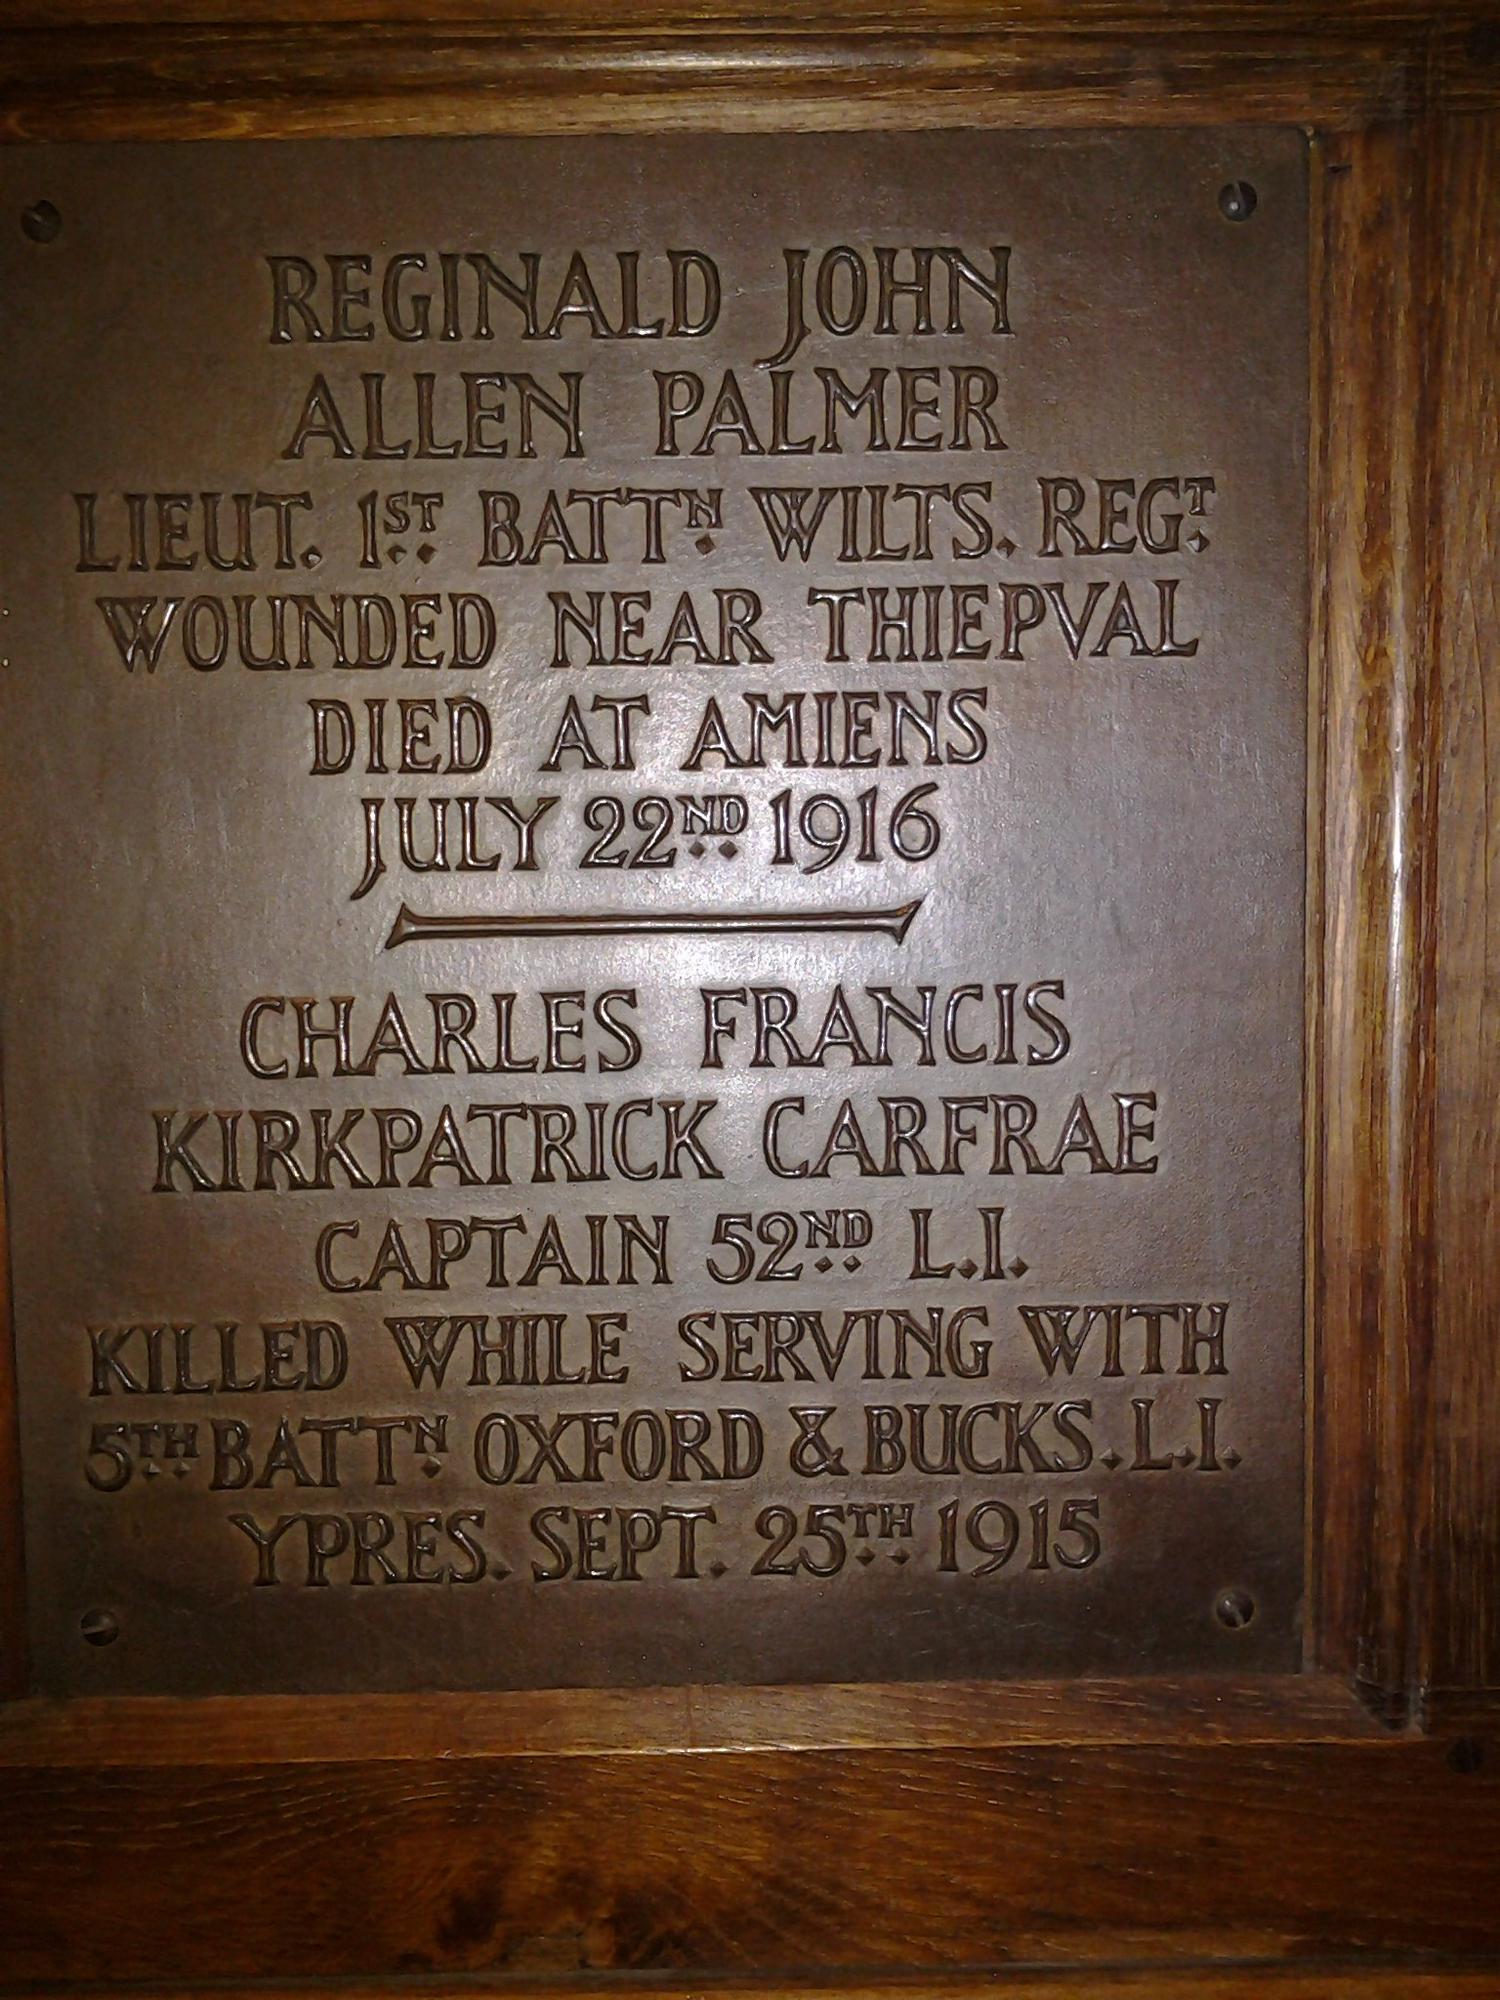 REGINALD JOHN
ALLEN PALMER
LIEUT. 1ST BATTN WILTS. REGT
WOUNDED NEAR THIEPVAL
DIED AT AMIENS
JULY 22ND 1916
CHARLES FRANCIS
KIRKPATRICK CARFRAE
CAPTAIN 52ND L.I.
KILLED WHILE SERVING WITH
5TH BATTN OXFORD & BUCKS. L.I.
YPRES. SEPT. 25TH 1915